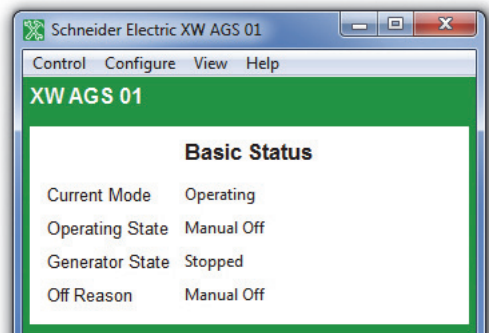 Schneider Electric XW AGS 01
Control Configure View Help
XW AGS 01
Basic Status
Current Mode Operating
Operating State Manual Off
Generator State Stopped
Off Reason Manual Off